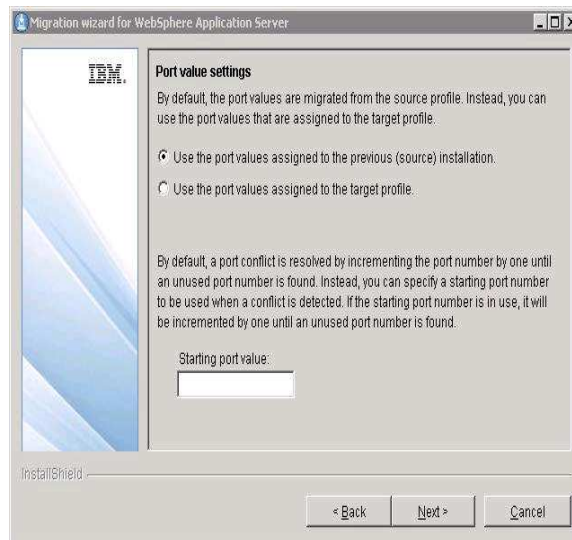 Migration wizard for WebSphere Application Server
IBM.
Port value settings
By default, the port values are migrated from the source profile. Instead, you can
use the port values that are assigned to the target profile.
Use the port values assigned to the previous (source) installation.
Use the port values assigned to the target profile.
By default, a port conflict is resolved by incrementing the port number by one until
an unused port number is found. Instead, you can specify a starting port number
to be used when a conflict is detected. If the starting port number is in use, it will
be incremented by one until an unused port number is found.
Starting port value:
InstallShield
< Back
Next >
Cancel